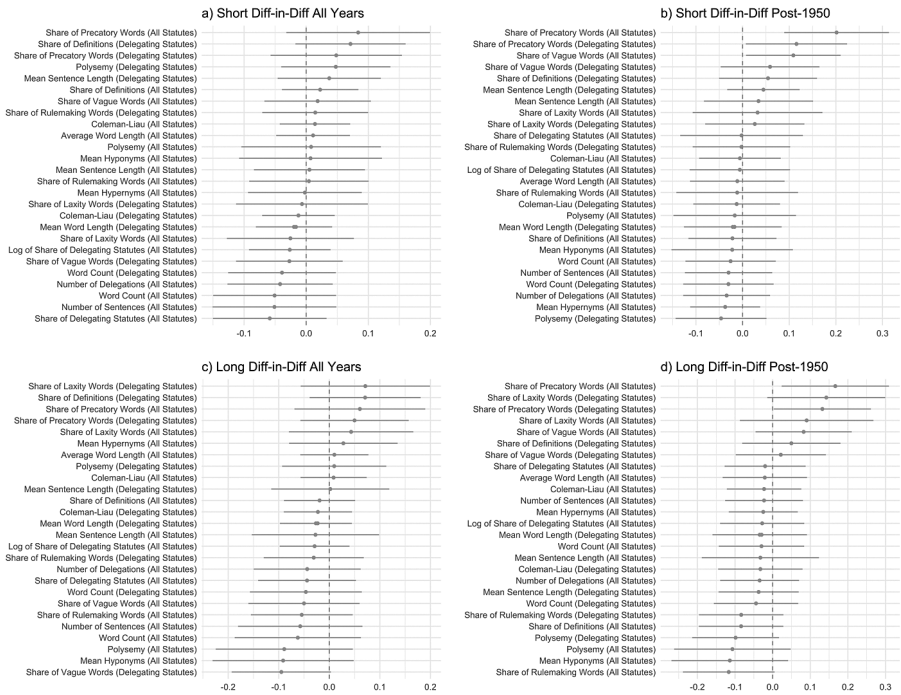 a) Short Diff-in-Diff All Years
Share of Precatory Words (All Statutes)
Share of Definitions (Delegating Statutes)
Share of Precatory Words (Delegating Statutes)
Polysemy (Delegating Statutes)
Mean Sentence Length (Delegating Statutes)
Share of Definitions (All Statutes)
Share of Vague Words (All Statutes)
Share of Rulemaking Words (Delegating Statutes)
Coleman-Liau (All Statutes)
Average Word Length (All Statutes)
Polysemy (All Statutes)
Mean Hyponyms (All Statutes)
Mean Sentence Length (All Statutes)
Share of Rulemaking Words (All Statutes)
Mean Hypernyms (All Statutes)
Share of Laxity Words (Delegating Statutes)
Coleman-Liau (Delegating Statutes)
Mean Word Length (Delegating Statutes)
Share of Laxity Words (All Statutes)
Log of Share of Delegating Statutes (All Statutes)
Share of Vague Words (Delegating Statutes)
Word Count (Delegating Statutes)
Number of Delegations (All Statutes)
Word Count (All Statutes)
Number of Sentences (All Statutes)
Share of Delegating Statutes (All Statutes)
-0.1 0.0 0.1 0.2
b) Short Diff-in-Diff Post-1950
Share of Precatory Words (All Statutes)
Share of Precatory Words (Delegating Statutes)
Share of Vague Words (All Statutes)
Share of Vague Words (Delegating Statutes)
Share of Definitions (Delegating Statutes)
Mean Sentence Length (Delegating Statutes)
Mean Sentence Length (All Statutes)
Share of Laxity Words (All Statutes)
Share of Laxity Words (Delegating Statutes)
Share of Delegating Statutes (All Statutes)
Share of Rulemaking Words (Delegating Statutes)
Coleman-Liau (All Statutes)
Log of Share of Delegating Statutes (All Statutes)
Average Word Length (All Statutes)
Share of Rulemaking Words (All Statutes)
Coleman-Liau (Delegating Statutes)
Polysemy (All Statutes)
Mean Word Length (Delegating Statutes)
Share of Definitions (All Statutes)
Mean Hyponyms (All Statutes)
Word Count (All Statutes)
Number of Sentences (All Statutes)
Word Count (Delegating Statutes)
Number of Delegations (All Statutes)
Mean Hypernyms (All Statutes)
Polysemy (Delegating Statutes)
-0.1 0.0 0.1 0.2 0.3
c) Long Diff-in-Diff All Years
Share of Laxity Words (Delegating Statutes)
Share of Definitions (Delegating Statutes)
Share of Precatory Words (All Statutes)
Share of Precatory Words (Delegating Statutes)
Share of Laxity Words (All Statutes)
Mean Hypernyms (All Statutes)
Average Word Length (All Statutes)
Polysemy (Delegating Statutes)
Coleman-Liau (All Statutes)
Mean Sentence Length (Delegating Statutes)
Share of Definitions (All Statutes)
Coleman-Liau (Delegating Statutes)
Mean Word Length (Delegating Statutes)
Mean Sentence Length (All Statutes)
Log of Share of Delegating Statutes (All Statutes)
Share of Rulemaking Words (Delegating Statutes)
Number of Delegations (All Statutes)
Share of Delegating Statutes (All Statutes)
Word Count (Delegating Statutes)
Share of Vague Words (All Statutes)
Share of Rulemaking Words (All Statutes)
Number of Sentences (All Statutes)
Word Count (All Statutes)
Polysemy (All Statutes)
Mean Hyponyms (All Statutes)
Share of Vague Words (Delegating Statutes)
-0.2 -0.1 0.0 0.1 0.2
d) Long Diff-in-Diff Post-1950
Share of Precatory Words (All Statutes)
Share of Laxity Words (Delegating Statutes)
Share of Precatory Words (Delegating Statutes)
Share of Laxity Words (All Statutes)
Share of Vague Words (All Statutes)
Share of Definitions (Delegating Statutes)
Share of Vague Words (Delegating Statutes)
Share of Delegating Statutes (All Statutes)
Average Word Length (All Statutes)
Coleman-Liau (All Statutes)
Number of Sentences (All Statutes)
Mean Hypernyms (All Statutes)
Log of Share of Delegating Statutes (All Statutes)
Mean Word Length (Delegating Statutes)
Word Count (All Statutes)
Mean Sentence Length (All Statutes)
Coleman-Liau (Delegating Statutes)
Number of Delegations (All Statutes)
Mean Sentence Length (Delegating Statutes)
Word Count (Delegating Statutes)
Share of Rulemaking Words (Delegating Statutes)
Share of Definitions (All Statutes)
Polysemy (Delegating Statutes)
Polysemy (All Statutes)
Mean Hyponyms (All Statutes)
Share of Rulemaking Words (All Statutes)
-0.2 -0.1 0.0 0.1 0.2 0.3